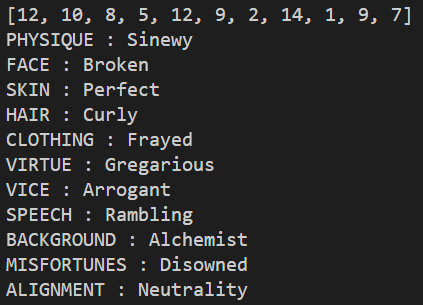 [12, 10, 8, 5, 12, 9, 2, 14, 1, 9, 7]
PHYSIQUE : Sinewy
FACE : Broken
SKIN : Perfect
HAIR : Curly
CLOTHING : Frayed
VIRTUE : Gregarious
VICE : Arrogant
SPEECH : Rambling
BACKGROUND : Alchemist
MISFORTUNES : Disowned
ALIGNMENT : Neutrality